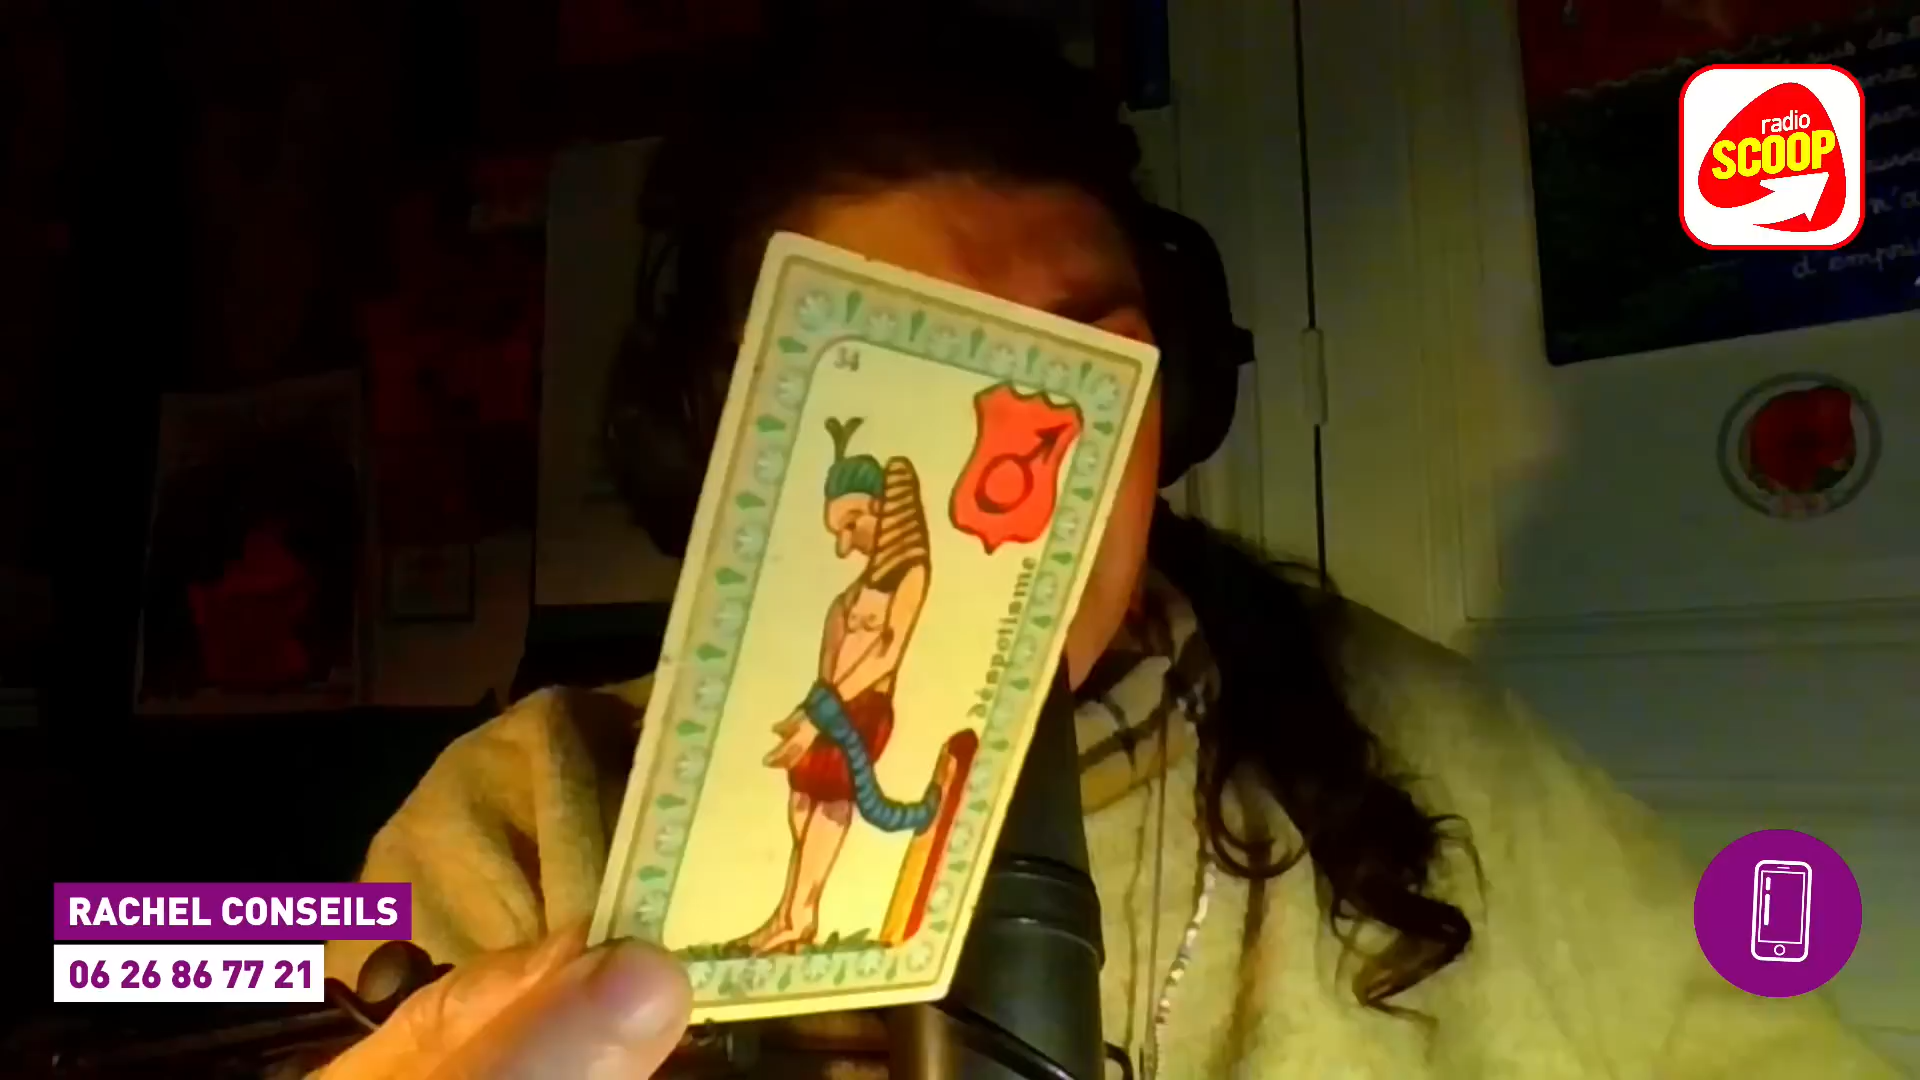 radio
SCOOP
34
despotisme
n'a
RACHEL CONSEILS
06 26 86 77 21